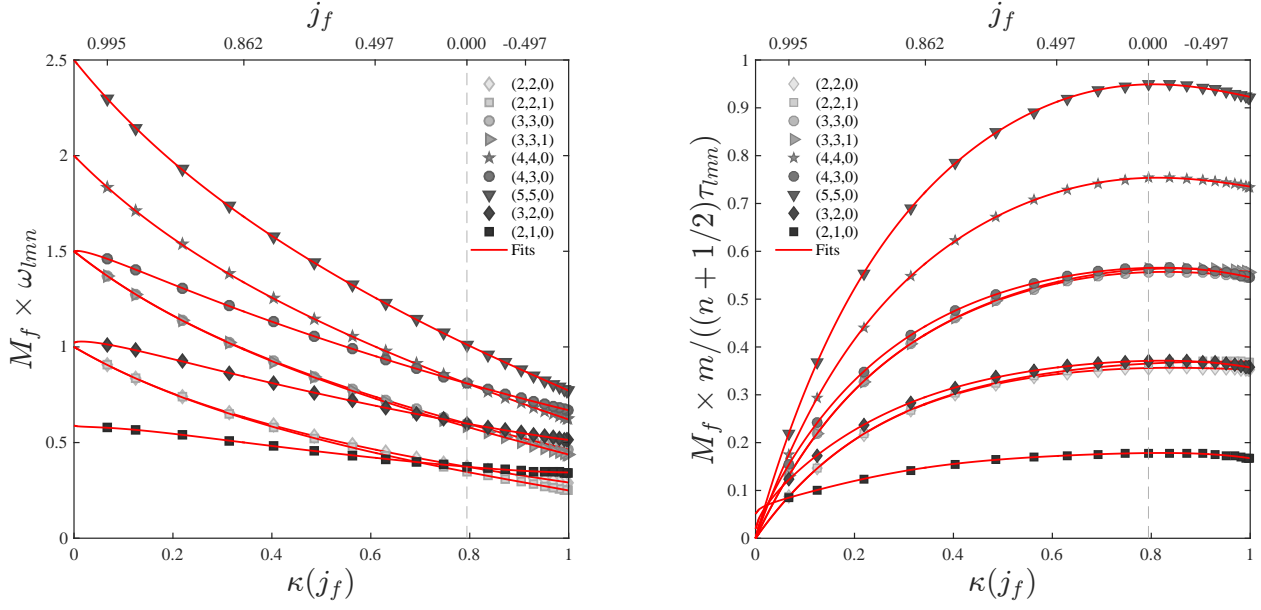 j_f
0.995 0.862 0.497 0.000 -0.497
2.5
2
1.5
1
0.5
0
M_f × ω_{lmn}
(2,2,0)
(2,2,1)
(3,3,0)
(3,3,1)
(4,4,0)
(4,3,0)
(5,5,0)
(3,2,0)
(2,1,0)
Fits
0 0.2 0.4 0.6 0.8 1
κ(j_f)
j_f
0.995 0.862 0.497 0.000 -0.497
1
0.9
0.8
0.7
0.6
0.5
0.4
0.3
0.2
0.1
0
M_f × m/((n + 1/2)τ_{lmn})
(2,2,0)
(2,2,1)
(3,3,0)
(3,3,1)
(4,4,0)
(4,3,0)
(5,5,0)
(3,2,0)
(2,1,0)
Fits
0 0.2 0.4 0.6 0.8 1
κ(j_f)